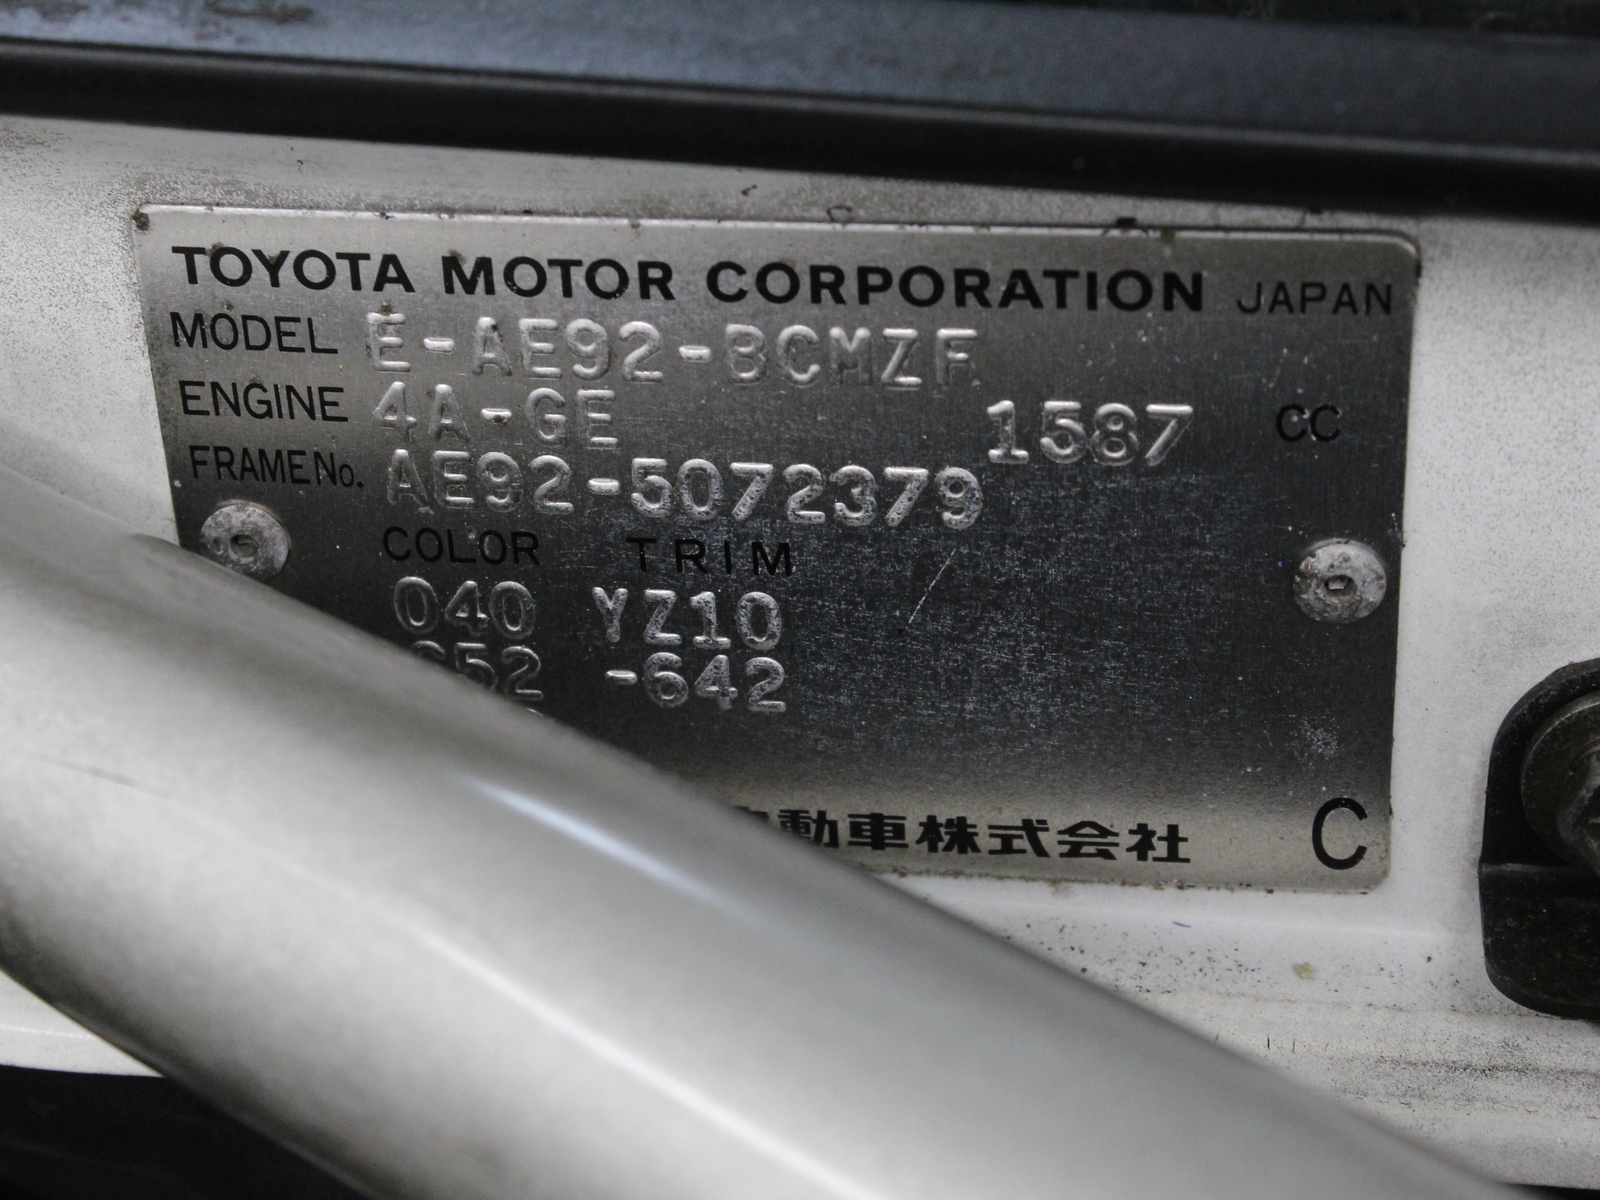 TOYOTA MOTOR CORPORATION JAPAN
MODEL E-AE92-BCMZF
ENGINE 4A-GE 1587 CC
FRAME No. AE92-5072379
COLOR TRIM
040 YZ10
52 -642
動車株式会社 C